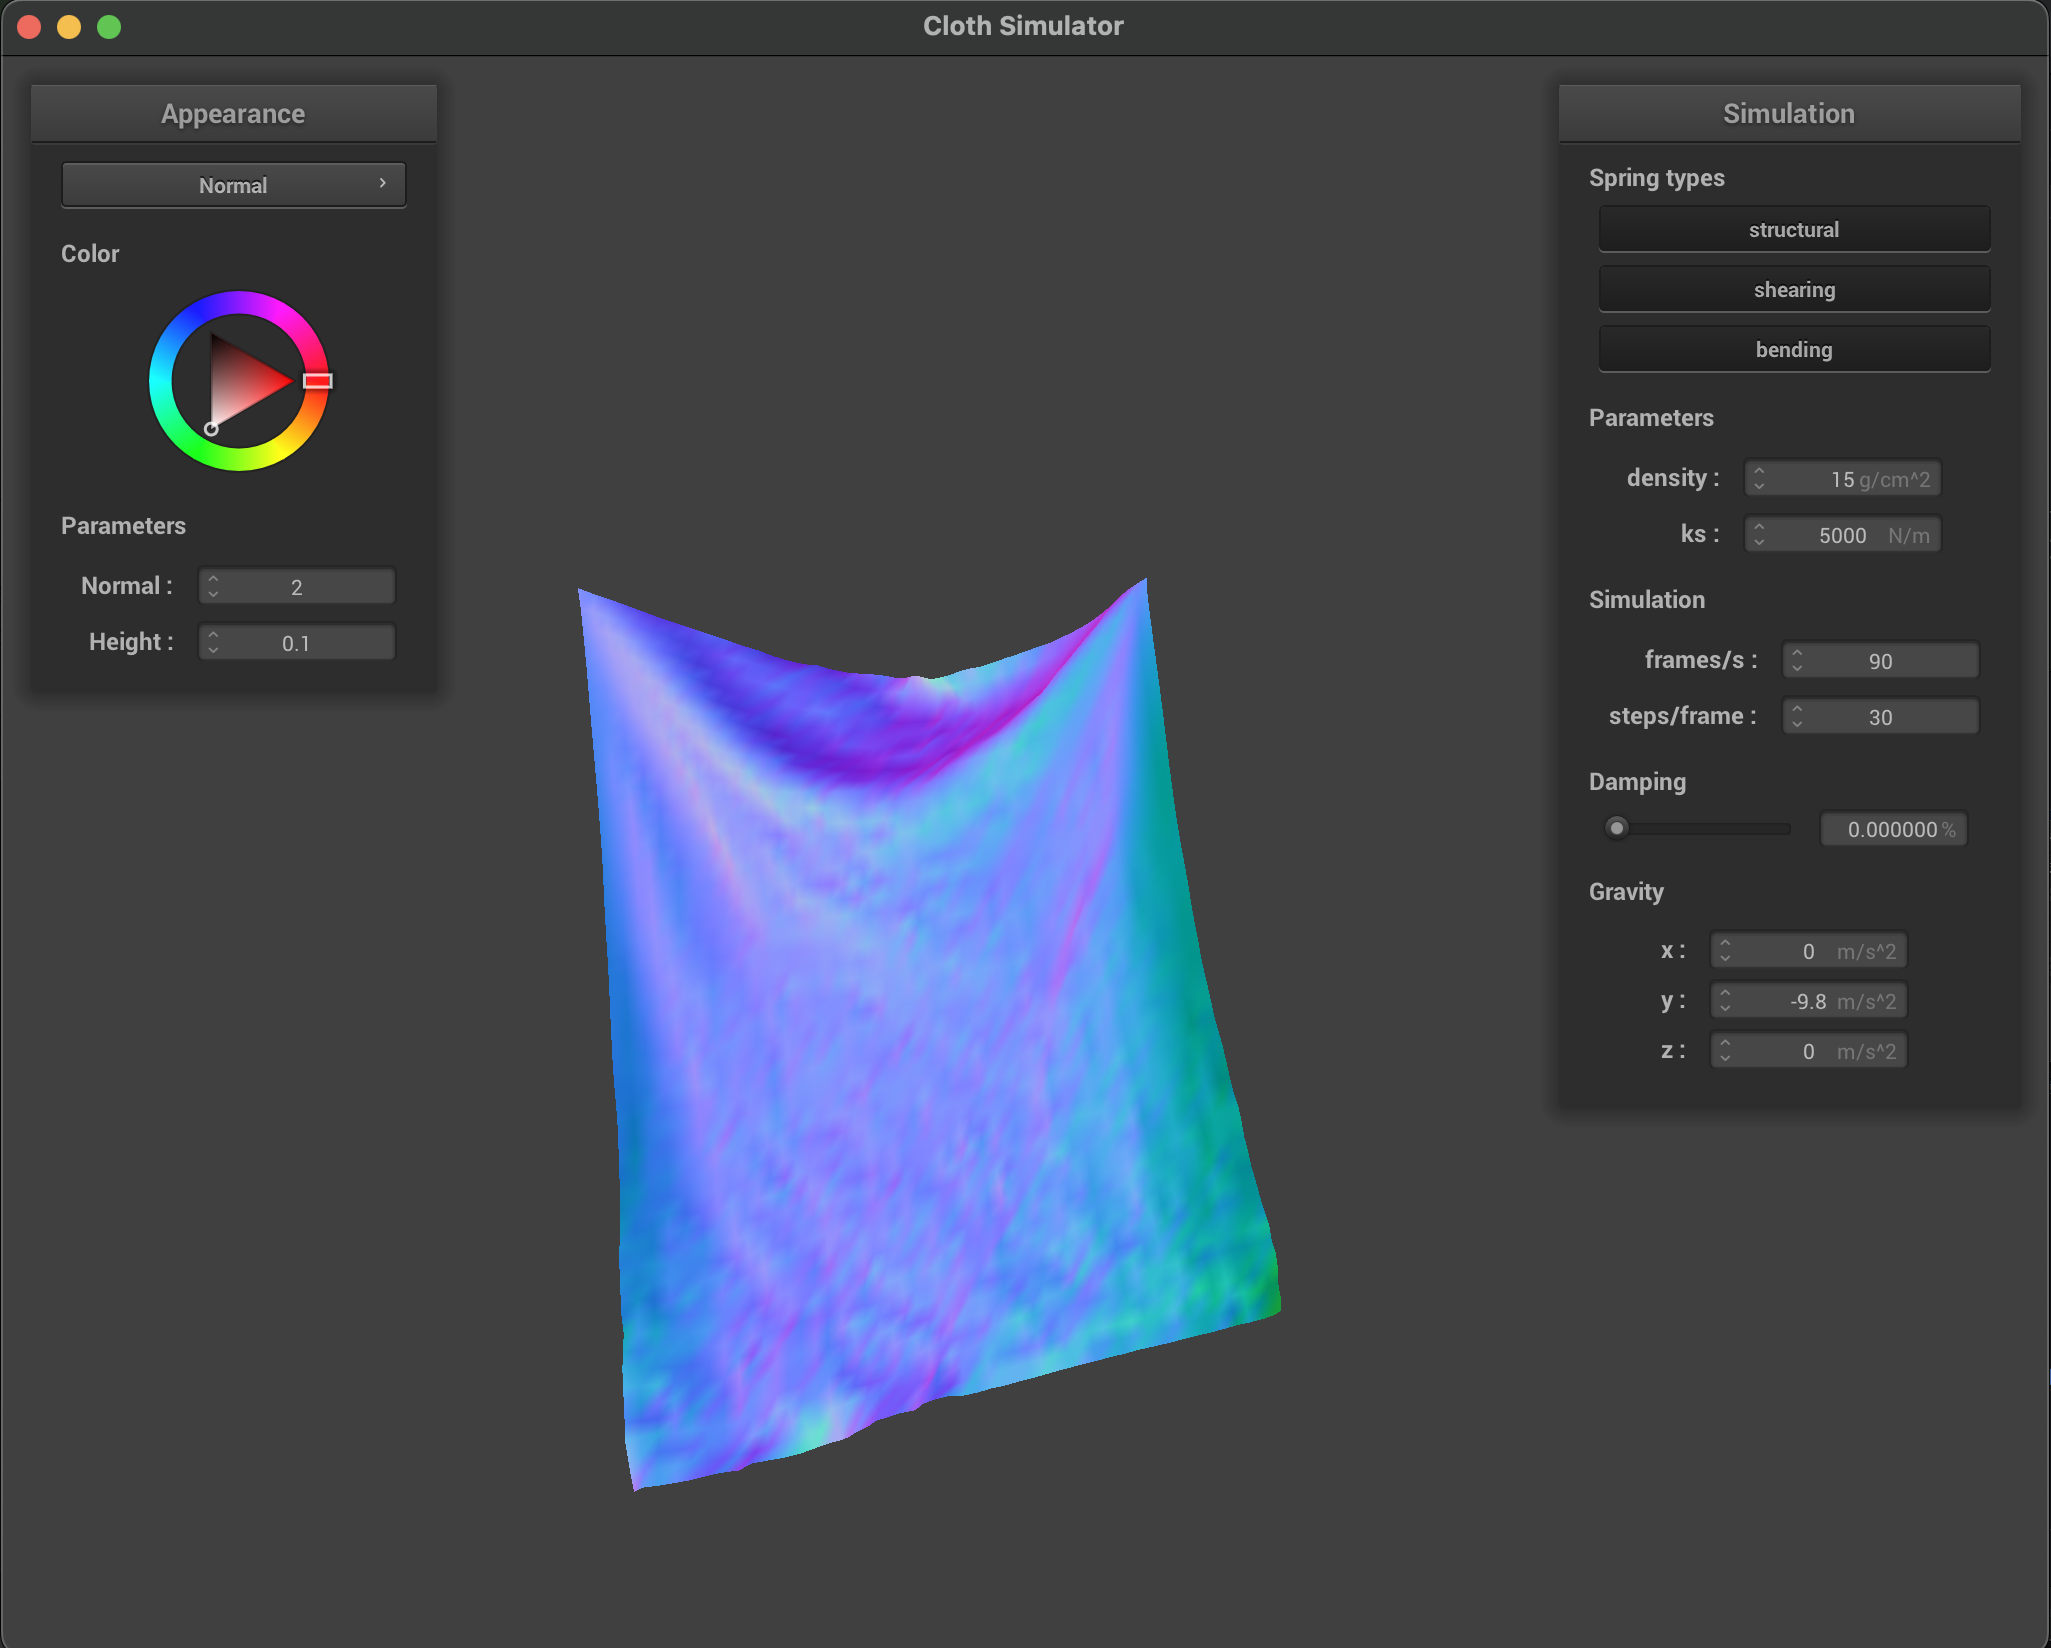 Cloth Simulator
Appearance
Normal
Color
Parameters
Normal : 2
Height : 0.1
Simulation
Spring types
structural
shearing
bending
Parameters
density : 15 g/cm^2
ks : 5000 N/m
Simulation
frames/s : 90
steps/frame : 30
Damping
0.000000 %
Gravity
x : 0 m/s^2
y : -9.8 m/s^2
z : 0 m/s^2